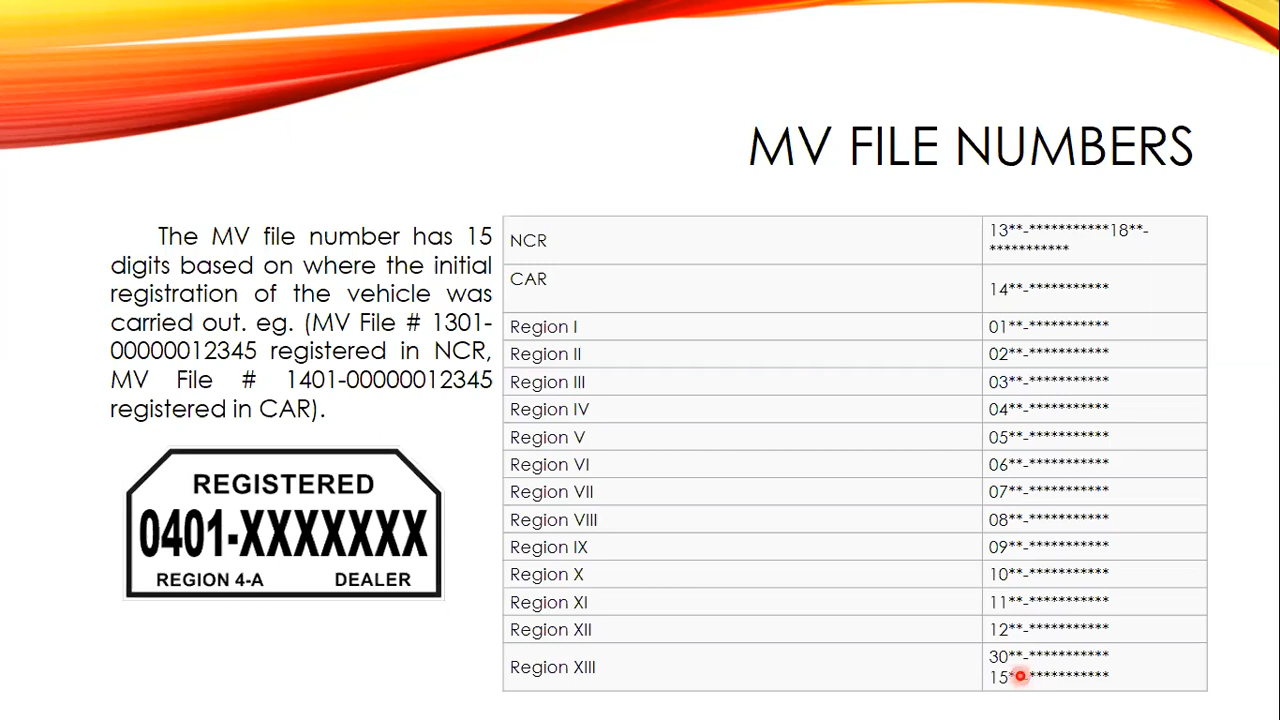 MV FILE NUMBERS
The MV file number has 15
digits based on where the initial
registration of the vehicle was
carried out. eg. (MV File # 1301-
00000012345 registered in NCR,
MV File # 1401-00000012345
registered in CAR).
REGISTERED
0401-XXXXXXX
REGION 4-A DEALER
NCR 13**-***********18**-
***********
CAR 14**-***********
Region I 01**-***********
Region II 02**-***********
Region III 03**-***********
Region IV 04**-***********
Region V 05**-***********
Region VI 06**-***********
Region VII 07**-***********
Region VIII 08**-***********
Region IX 09**-***********
Region X 10**-***********
Region XI 11**-***********
Region XII 12**-***********
Region XIII 30**-***********
15**-***********